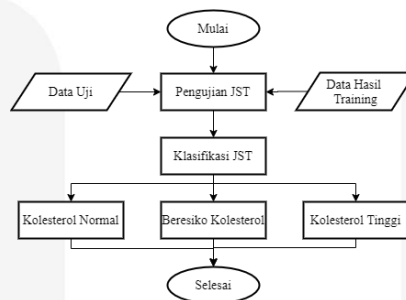 Mulai
Data Uji
Pengujian JST
Data Hasil
Training
Klasifikasi JST
Kolesterol Normal
Beresiko Kolesterol
Kolesterol Tinggi
Selesai